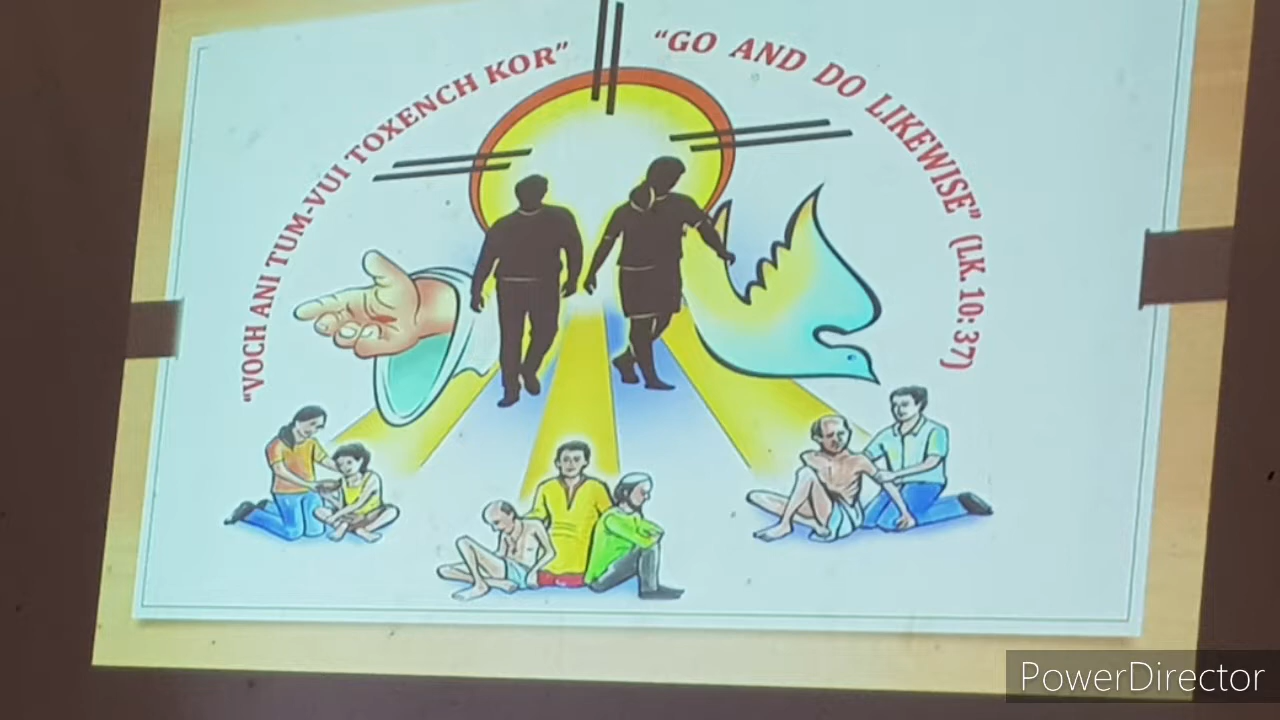 “VOCH ANI TUM-VUI TOXENCH KOR”
“GO AND DO LIKEWISE” (LK. 10: 37)
PowerDirector